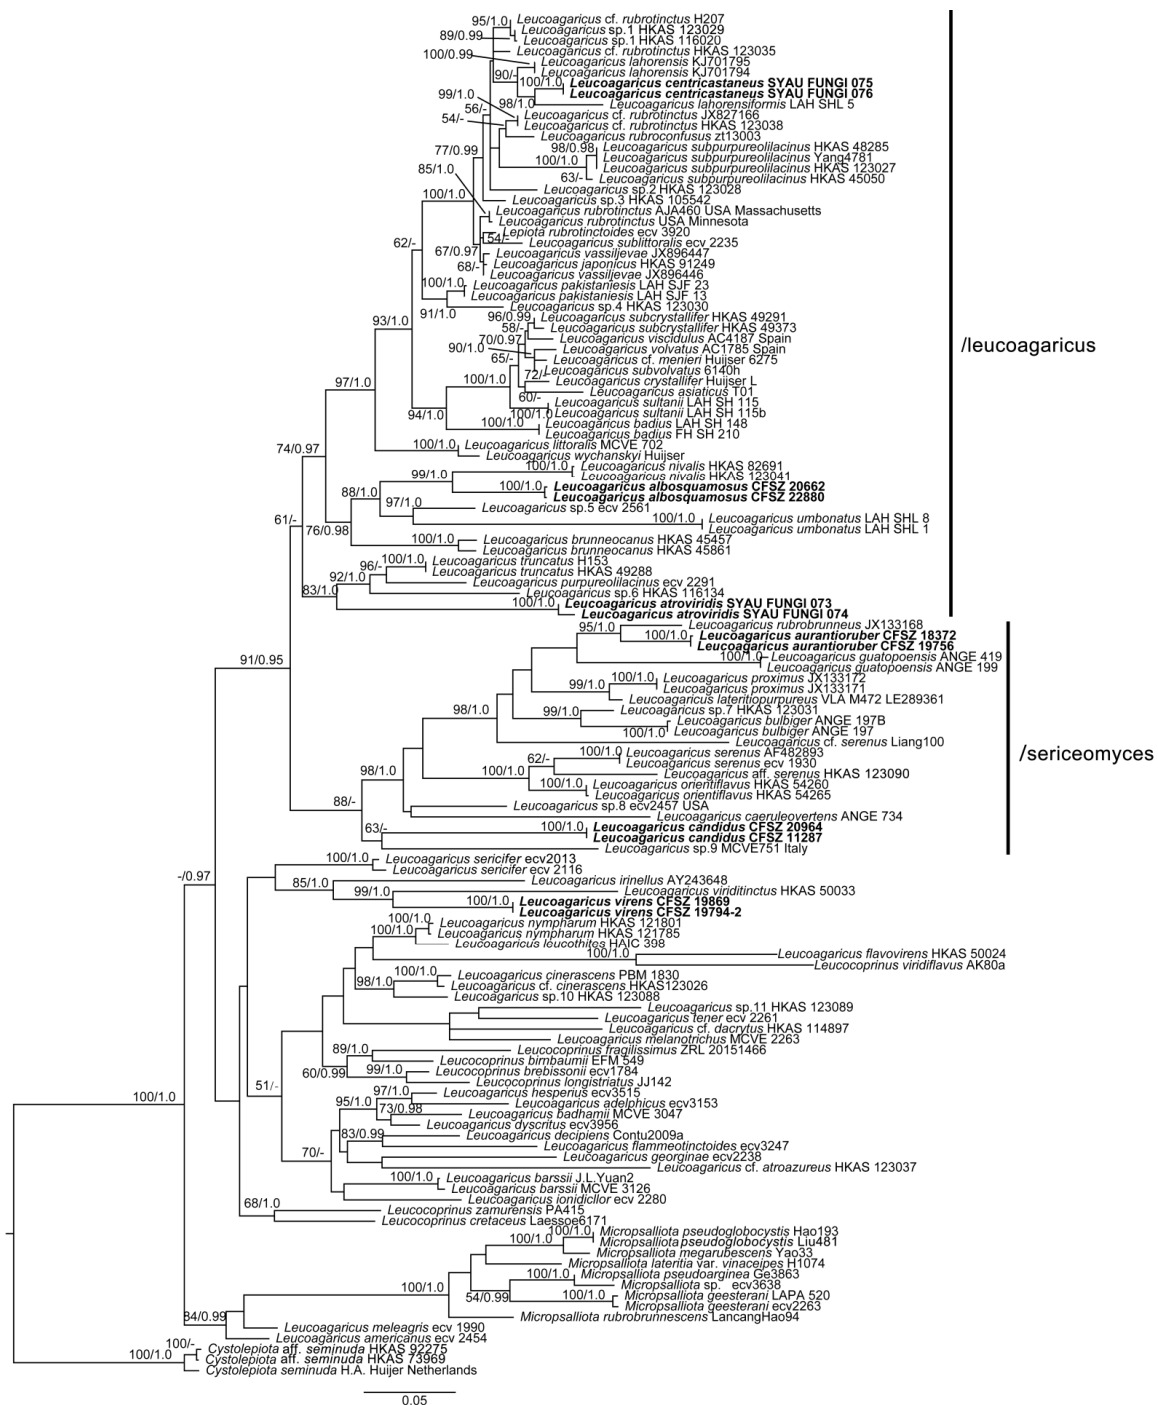 95/1.0 Leucoagaricus cf. rubrotinctus H207
Leucoagaricus sp.1 HKAS 123029
89/0.99 Leucoagaricus sp.1 HKAS 116020
Leucoagaricus cf. rubrotinctus HKAS 123035
100/0.99 Leucoagaricus lahorensis KJ701795
Leucoagaricus lahorensis KJ701794
90/- 100/1.0 Leucoagaricus centricastaneus SYAU FUNGI 075
Leucoagaricus centricastaneus SYAU FUNGI 076
99/1.0 98/1.0 Leucoagaricus lahorensiformis LAH SHL 5
56/- Leucoagaricus cf. rubrotinctus JX827166
54/- Leucoagaricus cf. rubrotinctus HKAS 123038
Leucoagaricus rubroconfusus zt13003
98/0.98 Leucoagaricus subpurpureolilacinus HKAS 48285
77/0.99 Leucoagaricus subpurpureolilacinus Yang4781
100/1.0 Leucoagaricus subpurpureolilacinus HKAS 123027
85/1.0 63/- Leucoagaricus subpurpureolilacinus HKAS 45050
Leucoagaricus sp.2 HKAS 123028
100/1.0 Leucoagaricus sp.3 HKAS 105542
Leucoagaricus rubrotinctus AJA460 USA Massachusetts
Leucoagaricus rubrotinctus USA Minnesota
Lepiota rubrotinctoides ecv 3920
62/- 54/- Leucoagaricus sublittoralis ecv 2235
67/0.97 Leucoagaricus vassiljevae JX896447
68/- Leucoagaricus japonicus HKAS 91249
Leucoagaricus vassiljevae JX896446
100/1.0 Leucoagaricus pakistaniesis LAH SJF 23
Leucoagaricus pakistaniesis LAH SJF 13
91/1.0 Leucoagaricus sp.4 HKAS 123030
93/1.0 96/0.99 Leucoagaricus subcrystallifer HKAS 49291
58/- Leucoagaricus subcrystallifer HKAS 49373
70/0.97 Leucoagaricus viscidulus AC4187 Spain
90/1.0 Leucoagaricus volvatus AC1785 Spain
/leucoagaricus
65/- Leucoagaricus cf. menieri Huijser 6275
Leucoagaricus subvolvatus 6140h
97/1.0 100/1.0 72/- Leucoagaricus crystallifer Huijser L
Leucoagaricus asiaticus T01
60/- Leucoagaricus sultanii LAH SH 115
94/1.0 100/1.0 Leucoagaricus sultanii LAH SH 115b
100/1.0 Leucoagaricus badius LAH SH 148
Leucoagaricus badius FH SH 210
74/0.97 100/1.0 Leucoagaricus littoralis MCVE 702
Leucoagaricus wychanskyi Huijser
100/1.0 Leucoagaricus nivalis HKAS 82691
99/1.0 Leucoagaricus nivalis HKAS 123041
88/1.0 100/1.0 Leucoagaricus albosquamosus CFSZ 20662
Leucoagaricus albosquamosus CFSZ 22880
97/1.0 Leucoagaricus sp.5 ecv 2561
61/- 100/1.0 Leucoagaricus umbonatus LAH SHL 8
76/0.98 Leucoagaricus umbonatus LAH SHL 1
100/1.0 Leucoagaricus brunneocanus HKAS 45457
Leucoagaricus brunneocanus HKAS 45861
96/- 100/1.0 Leucoagaricus truncatus H153
Leucoagaricus truncatus HKAS 49288
92/1.0 Leucoagaricus purpureolilacinus ecv 2291
83/1.0 Leucoagaricus sp.6 HKAS 116134
100/1.0 Leucoagaricus atroviridis SYAU FUNGI 073
Leucoagaricus atroviridis SYAU FUNGI 074
95/1.0 Leucoagaricus rubrobrunneus JX133168
100/1.0 Leucoagaricus aurantioruber CFSZ 18372
Leucoagaricus aurantioruber CFSZ 19756
91/0.95 100/1.0 Leucoagaricus guatopoensis ANGE 419
Leucoagaricus guatopoensis ANGE 199
100/1.0 Leucoagaricus proximus JX133172
99/1.0 Leucoagaricus proximus JX133171
Leucoagaricus lateritiopurpureus VLA M472 LE289361
98/1.0 99/1.0 Leucoagaricus sp.7 HKAS 123031
Leucoagaricus bulbiger ANGE 197B
100/1.0 Leucoagaricus bulbiger ANGE 197
Leucoagaricus cf. serenus Liang100
100/1.0 Leucoagaricus serenus AF482893
/sericeomyces
62/- Leucoagaricus serenus ecv 1930
98/1.0 100/1.0 Leucoagaricus aff. serenus HKAS 123090
100/1.0 Leucoagaricus orientiflavus HKAS 54260
Leucoagaricus orientiflavus HKAS 54265
88/- Leucoagaricus sp.8 ecv2457 USA
Leucoagaricus caeruleovertens ANGE 734
63/- 100/1.0 Leucoagaricus candidus CFSZ 20964
Leucoagaricus candidus CFSZ 11287
Leucoagaricus sp.9 MCVE751 Italy
100/1.0 Leucoagaricus sericifer ecv2013
Leucoagaricus sericifer ecv 2116
-/0.97 85/1.0 Leucoagaricus irinellus AY243648
99/1.0 Leucoagaricus viriditinctus HKAS 50033
100/1.0 Leucoagaricus virens CFSZ 19869
Leucoagaricus virens CFSZ 19794-2
100/1.0 Leucoagaricus nympharum HKAS 121801
100/1.0 Leucoagaricus nympharum HKAS 121785
Leucoagaricus leucothites HAIC 398
100/1.0 Leucoagaricus flavovirens HKAS 50024
Leucocoprinus viridiflavus AK80a
100/1.0 Leucoagaricus cinerascens PBM 1830
98/1.0 Leucoagaricus cf. cinerascens HKAS123026
Leucoagaricus sp.10 HKAS 123088
Leucoagaricus sp.11 HKAS 123089
Leucoagaricus tener ecv 2261
Leucoagaricus cf. dacrytus HKAS 114897
Leucoagaricus melanotrichus MCVE 2263
89/1.0 Leucocoprinus fragilissimus ZRL 20151466
Leucocoprinus birnbaumii EFM 549
60/0.99 99/1.0 Leucocoprinus brebissonii ecv1784
51/- Leucocoprinus longistriatus JJ142
100/1.0 97/1.0 Leucoagaricus hesperius ecv3515
95/1.0 Leucoagaricus adelphicus ecv3153
73/0.98 Leucoagaricus badhamii MCVE 3047
Leucoagaricus dyscritus ecv3956
83/0.99 Leucoagaricus decipiens Contu2009a
Leucoagaricus flammeotinctoides ecv3247
70/- Leucoagaricus georginae ecv2238
Leucoagaricus cf. atroazureus HKAS 123037
100/1.0 Leucoagaricus barssii J.L.Yuan2
Leucoagaricus barssii MCVE 3126
Leucoagaricus ionidicllor ecv 2280
68/1.0 Leucocoprinus zamurensis PA415
Leucocoprinus cretaceus Laessoe6171
100/1.0 Micropsalliota pseudoglobocystis Hao193
100/1.0 Micropsalliota pseudoglobocystis Liu481
Micropsalliota megarubescens Yao33
Micropsalliota lateritia var. vinaceipes H1074
100/1.0 Micropsalliota pseudoarginea Ge3863
100/1.0 Micropsalliota sp. ecv3638
54/0.99 100/1.0 Micropsalliota geesterani LAPA 520
Micropsalliota geesterani ecv2263
84/0.99 Micropsalliota rubrobrunnescens LancangHao94
Leucoagaricus meleagris ecv 1990
Leucoagaricus americanus ecv 2454
100/- Cystolepiota aff. seminuda HKAS 92275
100/1.0 Cystolepiota aff. seminuda HKAS 73969
Cystolepiota seminuda H.A. Huijer Netherlands
0.05